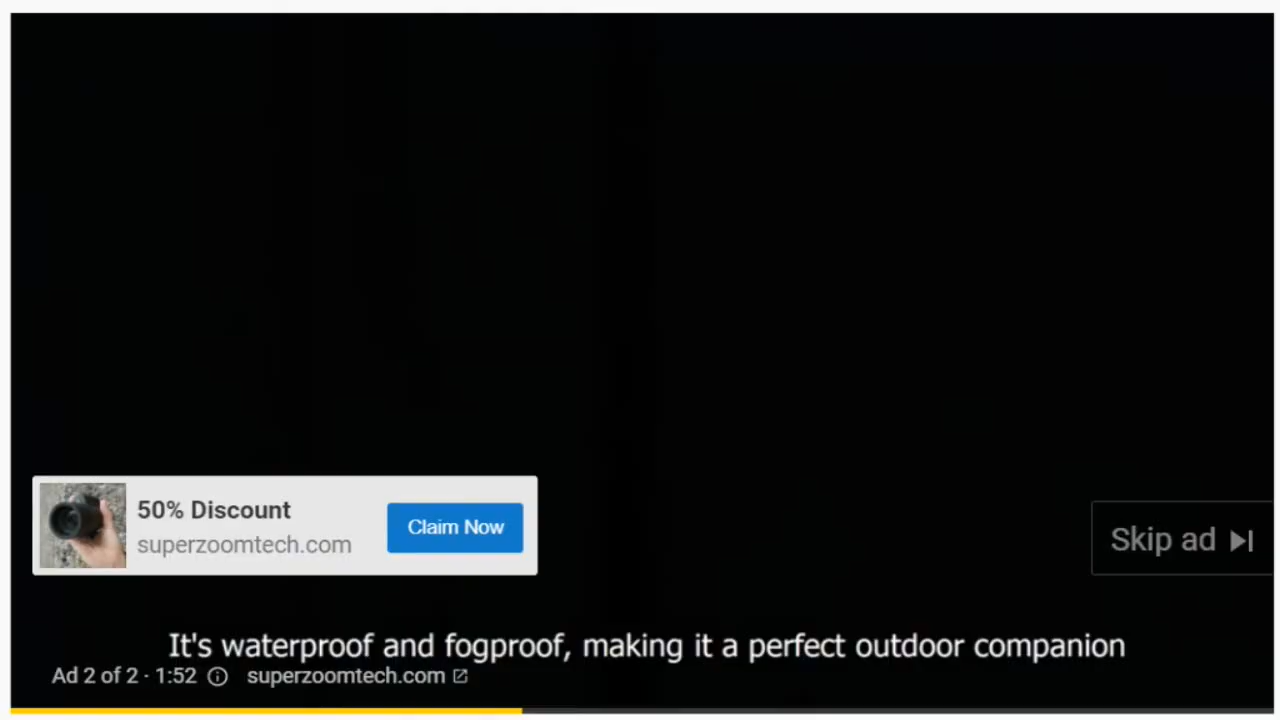 50% Discount
superzoomtech.com
Claim Now
Skip ad
It's waterproof and fogproof, making it a perfect outdoor companion
Ad 2 of 2 · 1:52 superzoomtech.com